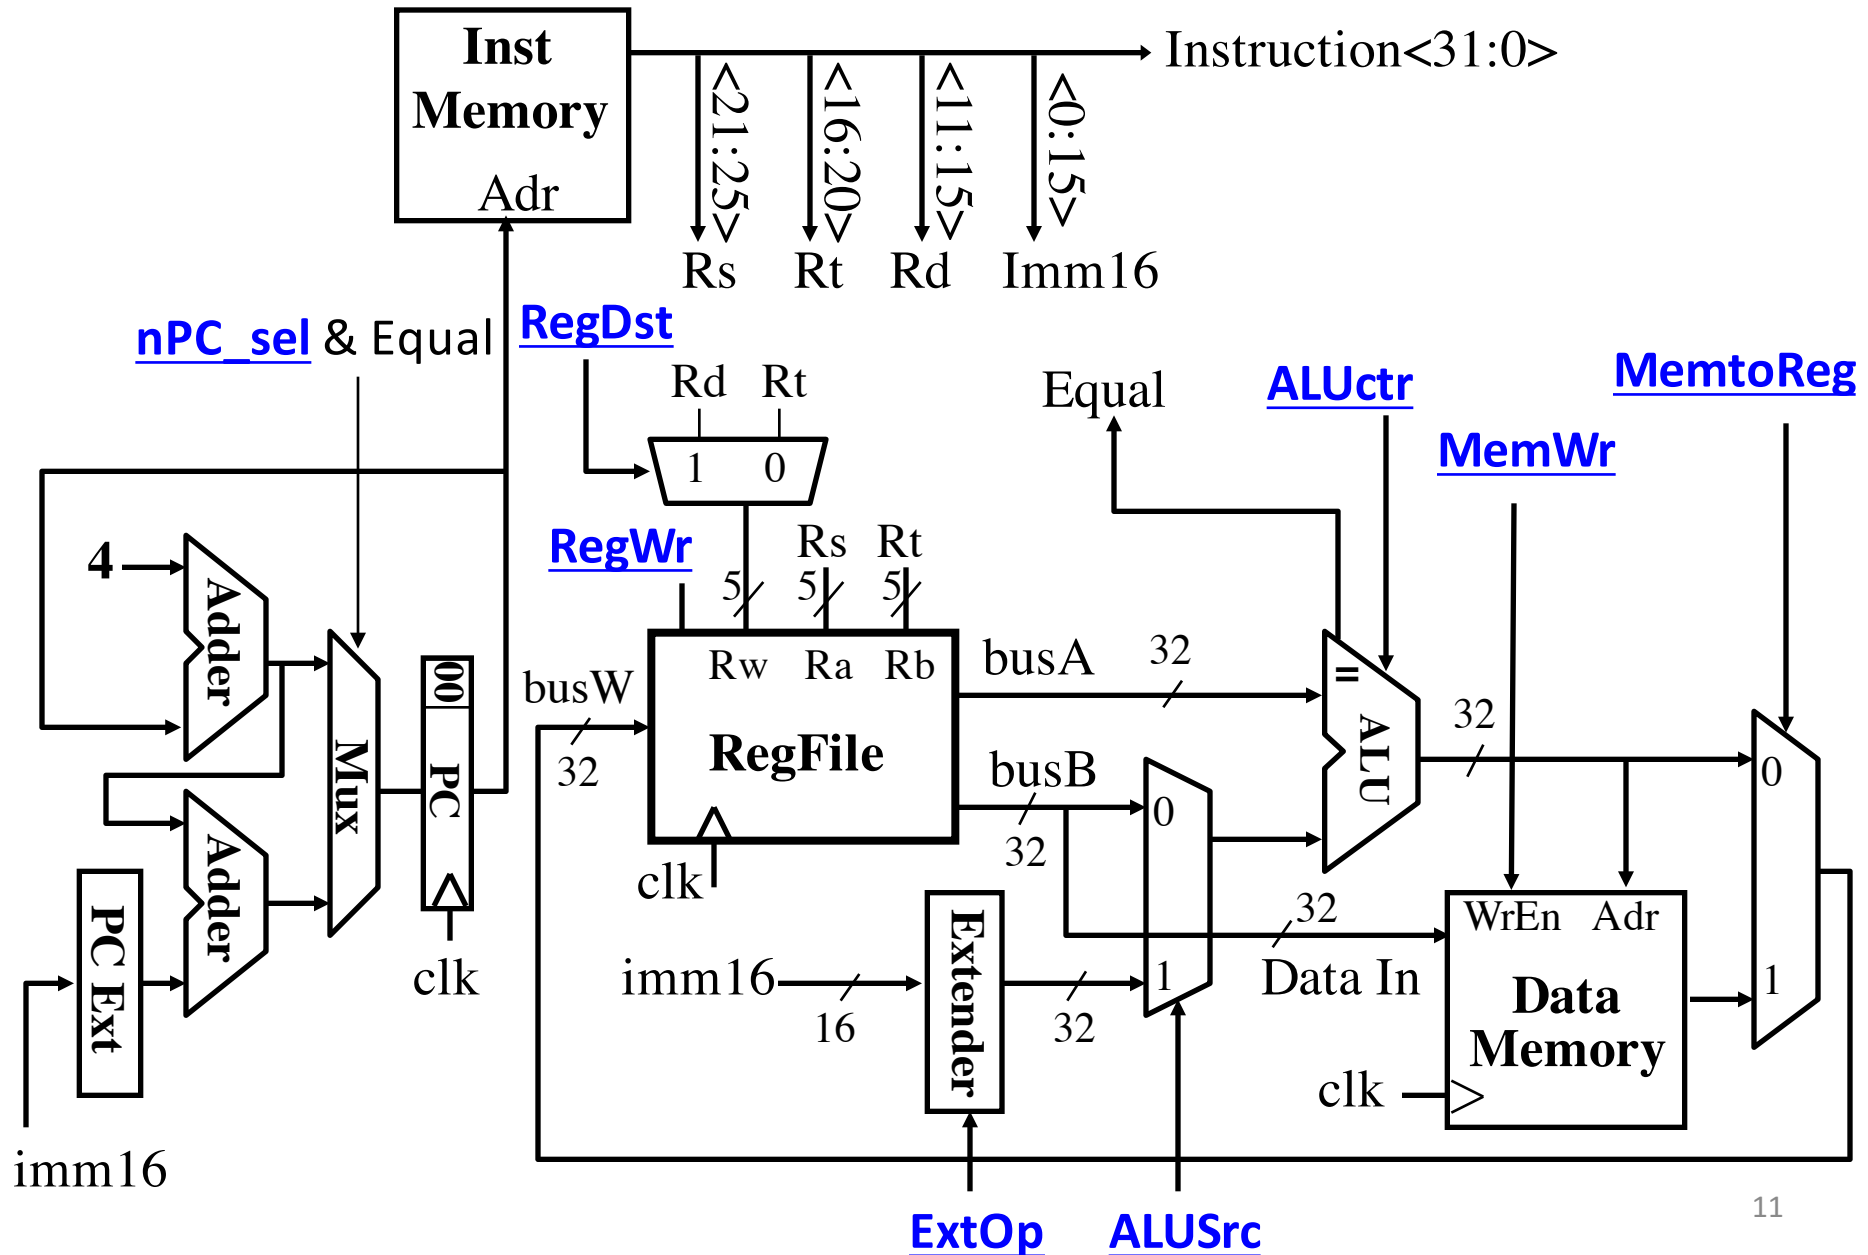 Inst
Memory
Adr
Instruction<31:0>
<21:25>
<16:20>
<11:15>
<0:15>
Rs
Rt
Rd
Imm16
nPC_sel & Equal
RegDst
Rd Rt
1 0
Equal
ALUctr
MemtoReg
MemWr
RegWr
Rs Rt
5
5
5
4
Adder
Mux
00
PC
clk
Adder
PC Ext
imm16
busW
32
Rw Ra Rb
RegFile
clk
busA
32
busB
32
imm16
16
Extender
32
0
1
=
ALU
32
32
Data In
WrEn Adr
Data
Memory
clk
0
1
ExtOp
ALUSrc
11